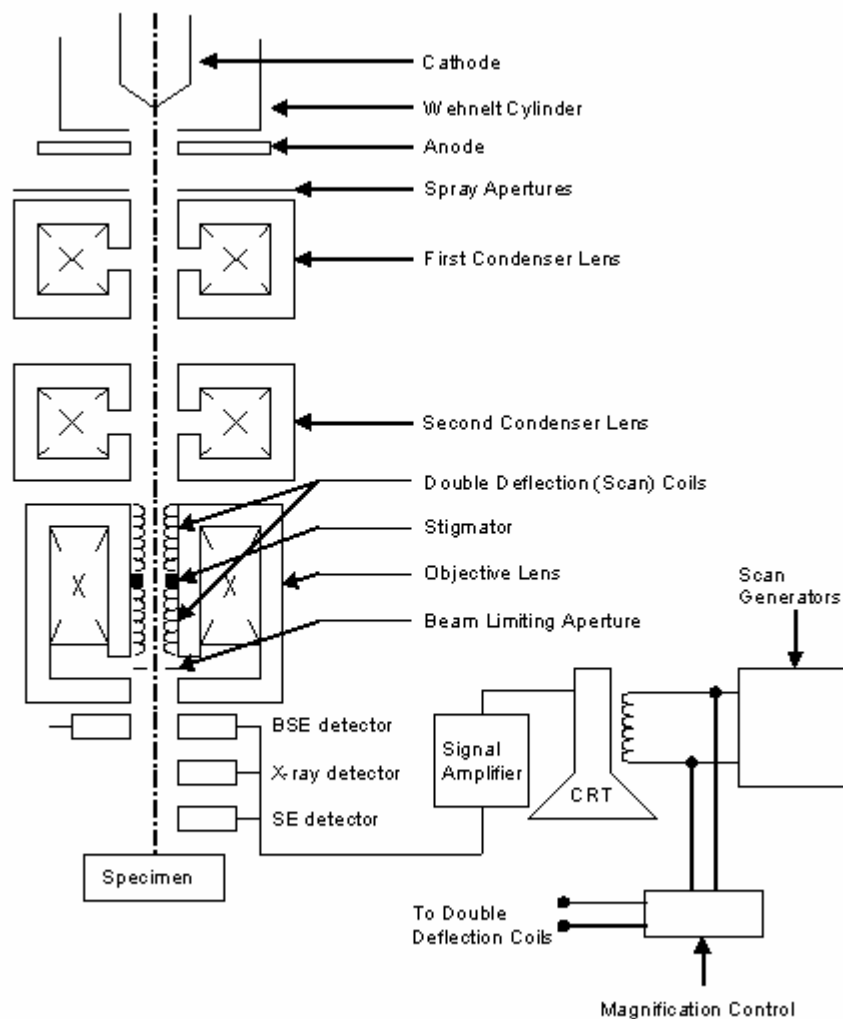 Cathode
Wehnelt Cylinder
Anode
Spray Apertures
First Condenser Lens
Second Condenser Lens
Double Deflection (Scan) Coils
Stigmator
Objective Lens
Beam Limiting Aperture
Scan
Generators
BSE detector
X-ray detector
SE detector
Signal
Amplifier
CRT
Specimen
To Double
Deflection Coils
Magnification Control